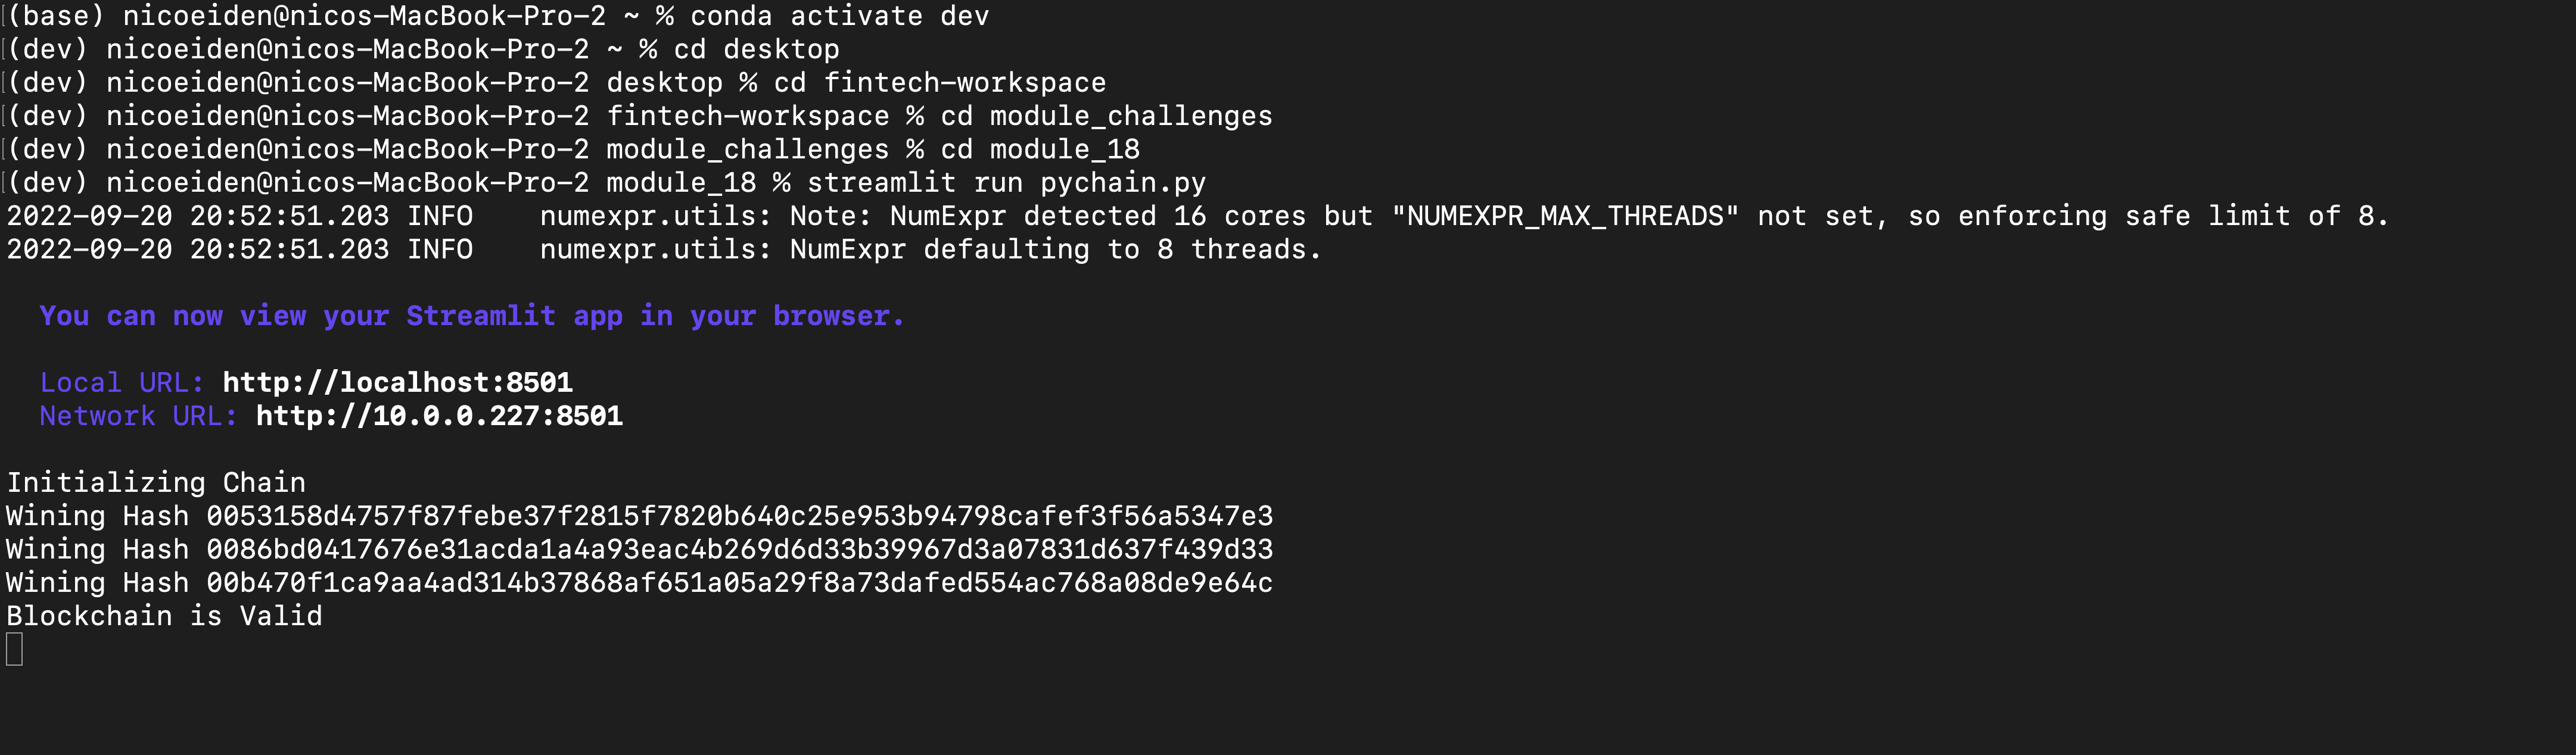 (base) nicoeiden@nicos-MacBook-Pro-2 ~ % conda activate dev
(dev) nicoeiden@nicos-MacBook-Pro-2 ~ % cd desktop
(dev) nicoeiden@nicos-MacBook-Pro-2 desktop % cd fintech-workspace
(dev) nicoeiden@nicos-MacBook-Pro-2 fintech-workspace % cd module_challenges
(dev) nicoeiden@nicos-MacBook-Pro-2 module_challenges % cd module_18
(dev) nicoeiden@nicos-MacBook-Pro-2 module_18 % streamlit run pychain.py
2022-09-20 20:52:51.203 INFO    numexpr.utils: Note: NumExpr detected 16 cores but "NUMEXPR_MAX_THREADS" not set, so enforcing safe limit of 8.
2022-09-20 20:52:51.203 INFO    numexpr.utils: NumExpr defaulting to 8 threads.
You can now view your Streamlit app in your browser.
Local URL: http://localhost:8501
Network URL: http://10.0.0.227:8501
Initializing Chain
Wining Hash 0053158d4757f87febe37f2815f7820b640c25e953b94798cafef3f56a5347e3
Wining Hash 0086bd0417676e31acda1a4a93eac4b269d6d33b39967d3a07831d637f439d33
Wining Hash 00b470f1ca9aa4ad314b37868af651a05a29f8a73dafed554ac768a08de9e64c
Blockchain is Valid